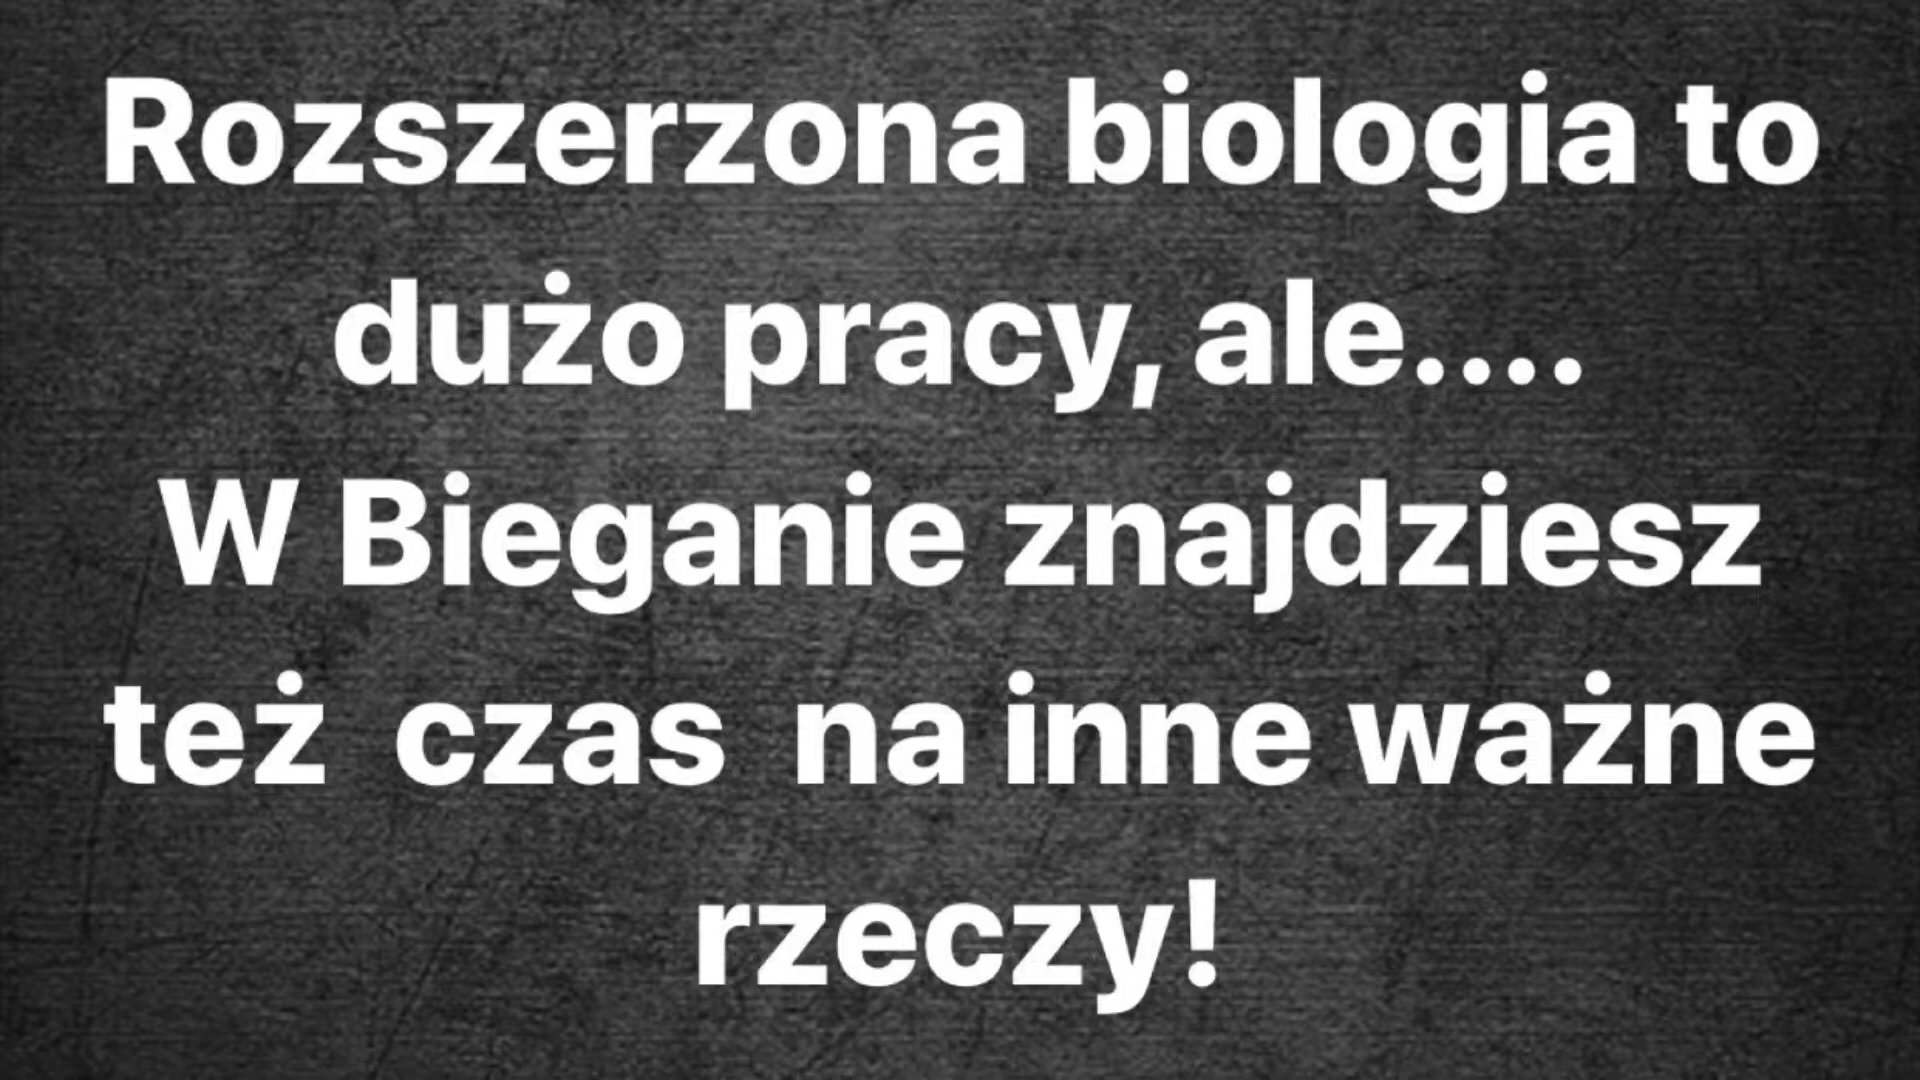 Rozszerzona biologia to
dużo pracy, ale....
W Bieganie znajdziesz
też czas na inne ważne
rzeczy!